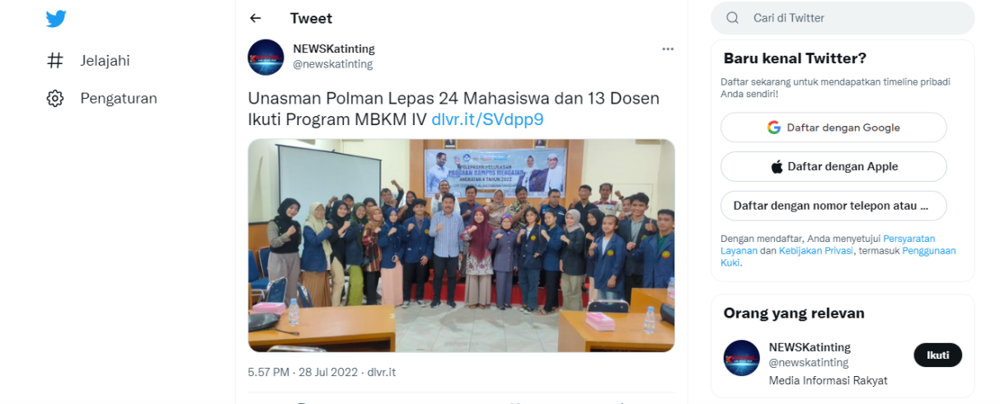 Tweet
NEWSKatinting
@newskatinting
Unasman Polman Lepas 24 Mahasiswa dan 13 Dosen
Ikuti Program MBKM IV dlvr.it/SVdpp9
PELEPASAN PENUGASAN
PROGRAM KAMPUS MENGAJAR
ANGKATAN 4 TAHUN 2022
5.57 PM · 28 Jul 2022 · dlvr.it
Jelajahi
Pengaturan
Cari di Twitter
Baru kenal Twitter?
Daftar sekarang untuk mendapatkan timeline pribadi
Anda sendiri!
Daftar dengan Google
Daftar dengan Apple
Daftar dengan nomor telepon atau ...
Dengan mendaftar, Anda menyetujui Persyaratan
Layanan dan Kebijakan Privasi, termasuk Penggunaan
Kuki.
Orang yang relevan
NEWSKatinting
@newskatinting
Ikuti
Media Informasi Rakyat